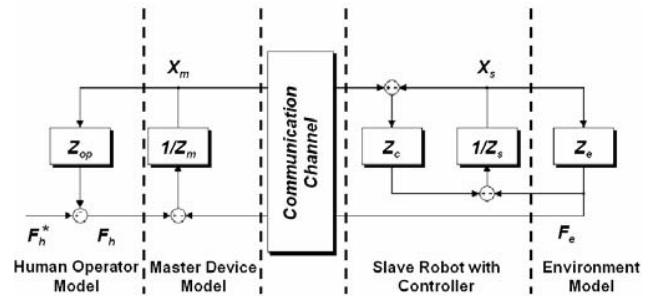 X_m
X_s
Z_op
1/Z_m
Communication
Channel
Z_c
1/Z_s
Z_e
F_h^*
F_h
F_e
Human Operator
Model
Master Device
Model
Slave Robot with
Controller
Environment
Model